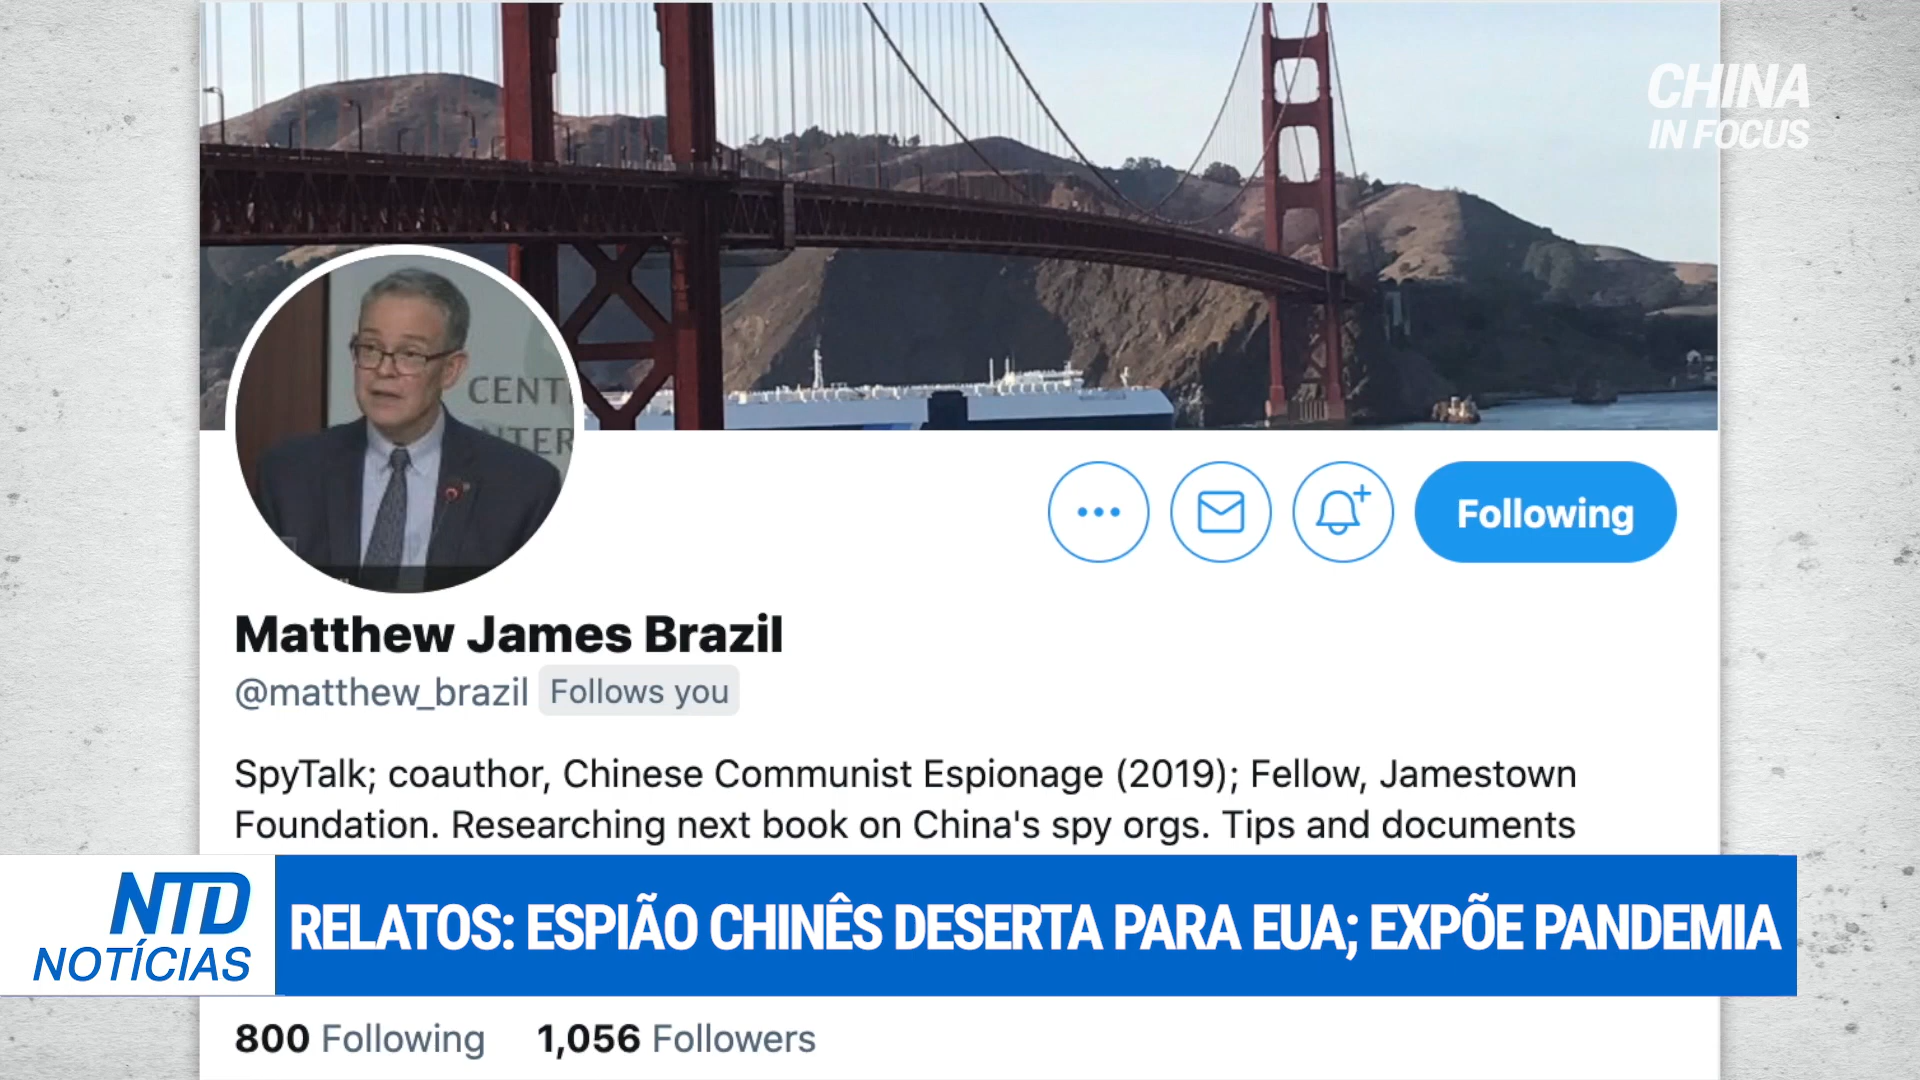 CHINA
IN FOCUS
CENT
NTER
Following
Matthew James Brazil
@matthew_brazil Follows you
SpyTalk; coauthor, Chinese Communist Espionage (2019); Fellow, Jamestown
Foundation. Researching next book on China's spy orgs. Tips and documents
NTD
NOTÍCIAS
RELATOS: ESPIÃO CHINÊS DESERTA PARA EUA; EXPÕE PANDEMIA
800 Following 1,056 Followers